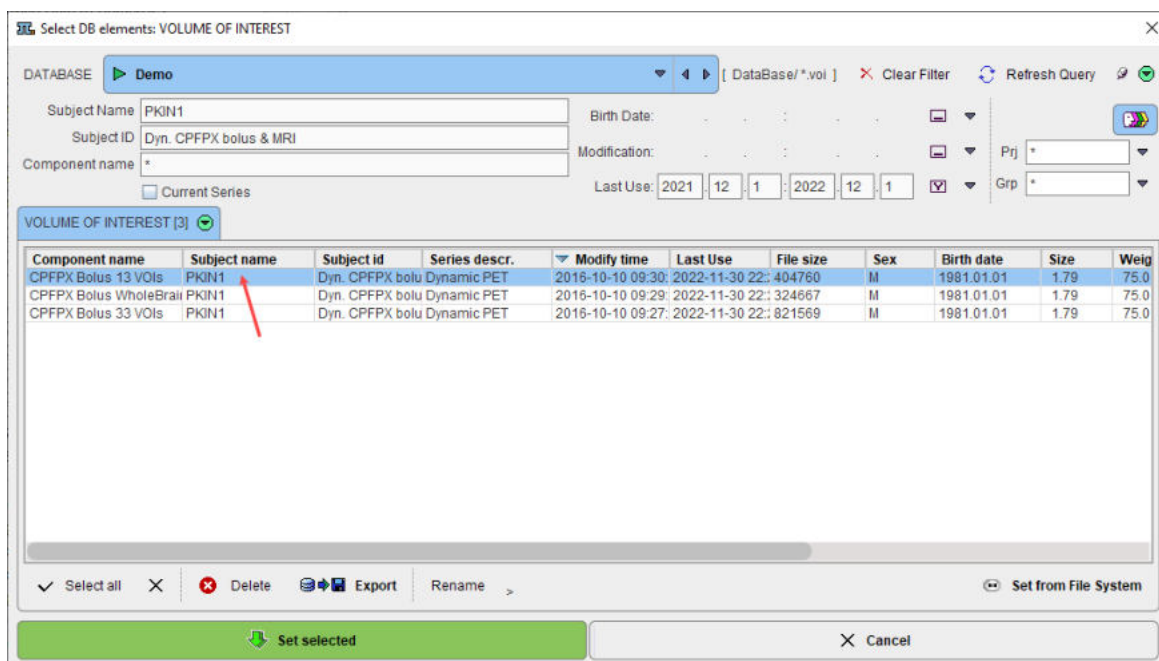 Select DB elements: VOLUME OF INTEREST
DATABASE Demo [ DataBase/*.voi ] Clear Filter Refresh Query
Subject Name PKIN1 Birth Date: . . : . .
Subject ID Dyn. CPFPX bolus & MRI Modification: . . : . . Prj *
Component name *
Current Series Last Use: 2021 . 12 . 1 : 2022 . 12 . 1 Grp *
VOLUME OF INTEREST [3]
Component name Subject name Subject id Series descr. Modify time Last Use File size Sex Birth date Size Weig
CPFPX Bolus 13 VOIs PKIN1 Dyn. CPFPX bolu Dynamic PET 2016-10-10 09:30: 2022-11-30 22:: 404760 M 1981.01.01 1.79 75.0
CPFPX Bolus WholeBrai PKIN1 Dyn. CPFPX bolu Dynamic PET 2016-10-10 09:29: 2022-11-30 22:: 324667 M 1981.01.01 1.79 75.0
CPFPX Bolus 33 VOIs PKIN1 Dyn. CPFPX bolu Dynamic PET 2016-10-10 09:27: 2022-11-30 22:: 821569 M 1981.01.01 1.79 75.0
Select all Delete Export Rename > Set from File System
Set selected Cancel